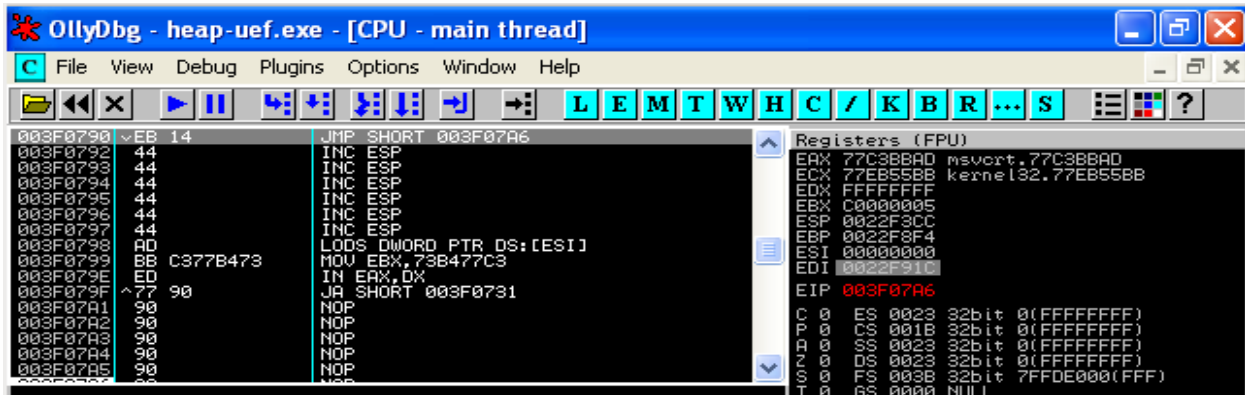 OllyDbg - heap-uef.exe - [CPU - main thread]
C File View Debug Plugins Options Window Help
L E M T W H C / K B R ... S ?
003F0790 EB 14 JMP SHORT 003F07A6
003F0792 44 INC ESP
003F0793 44 INC ESP
003F0794 44 INC ESP
003F0795 44 INC ESP
003F0796 44 INC ESP
003F0797 44 INC ESP
003F0798 AD LODS DWORD PTR DS:[ESI]
003F0799 BB C377B473 MOV EBX,73B477C3
003F079E ED IN EAX,DX
003F079F ^77 90 JA SHORT 003F0731
003F07A1 90 NOP
003F07A2 90 NOP
003F07A3 90 NOP
003F07A4 90 NOP
003F07A5 90 NOP
Registers (FPU)
EAX 77C3BBAD msvcrt.77C3BBAD
ECX 77EB55BB kernel32.77EB55BB
EDX FFFFFFFF
EBX C0000005
ESP 0022F3CC
EBP 0022F8F4
ESI 00000000
EDI 0022F91C
EIP 003F07A6
C 0 ES 0023 32bit 0(FFFFFFFF)
P 0 CS 001B 32bit 0(FFFFFFFF)
A 0 SS 0023 32bit 0(FFFFFFFF)
Z 0 DS 0023 32bit 0(FFFFFFFF)
S 0 FS 003B 32bit 7FFDE000(FFF)
T 0 GS 0000 NULL